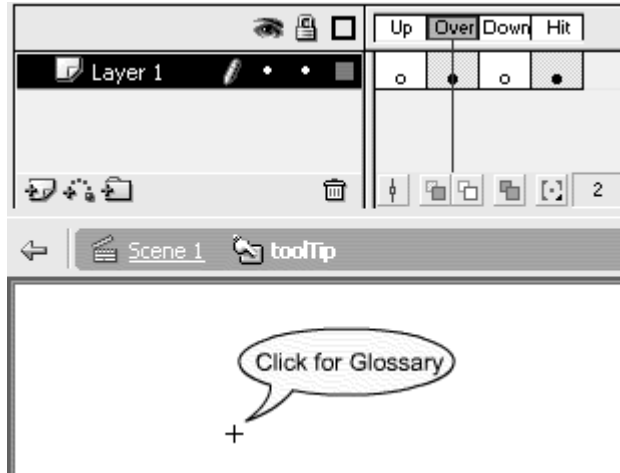 Up Over Down Hit
Layer 1
2
Scene 1 toolTip
Click for Glossary